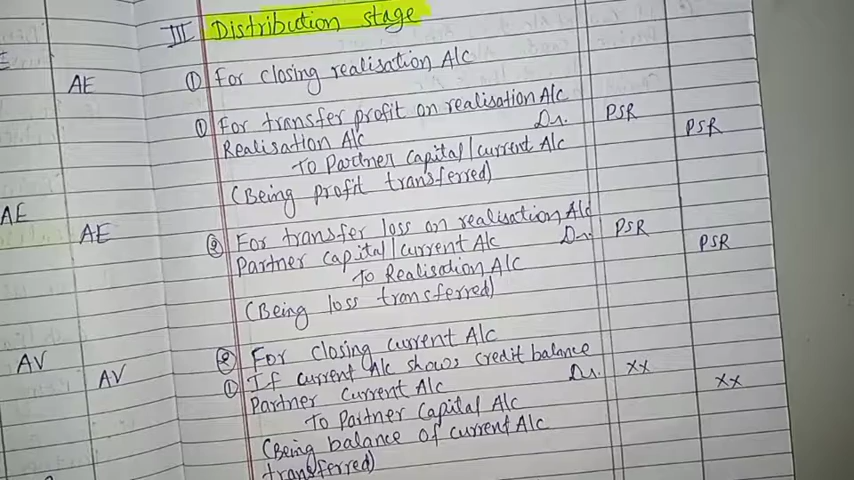 III Distribution stage
AE
① For closing realisation A/c
① For transfer profit on realisation A/c
Realisation A/c Dr. PSR
To Partner capital/current A/c PSR
(Being profit transferred)
AE
AE
② For transfer loss on realisation A/c
Partner capital/current A/c Dr. PSR
To Realisation A/c PSR
(Being loss transferred)
AV
AV
② For closing current A/c
① If current A/c shows credit balance
Partner current A/c Dr. xx
To Partner capital A/c xx
(Being balance of current A/c
transferred)